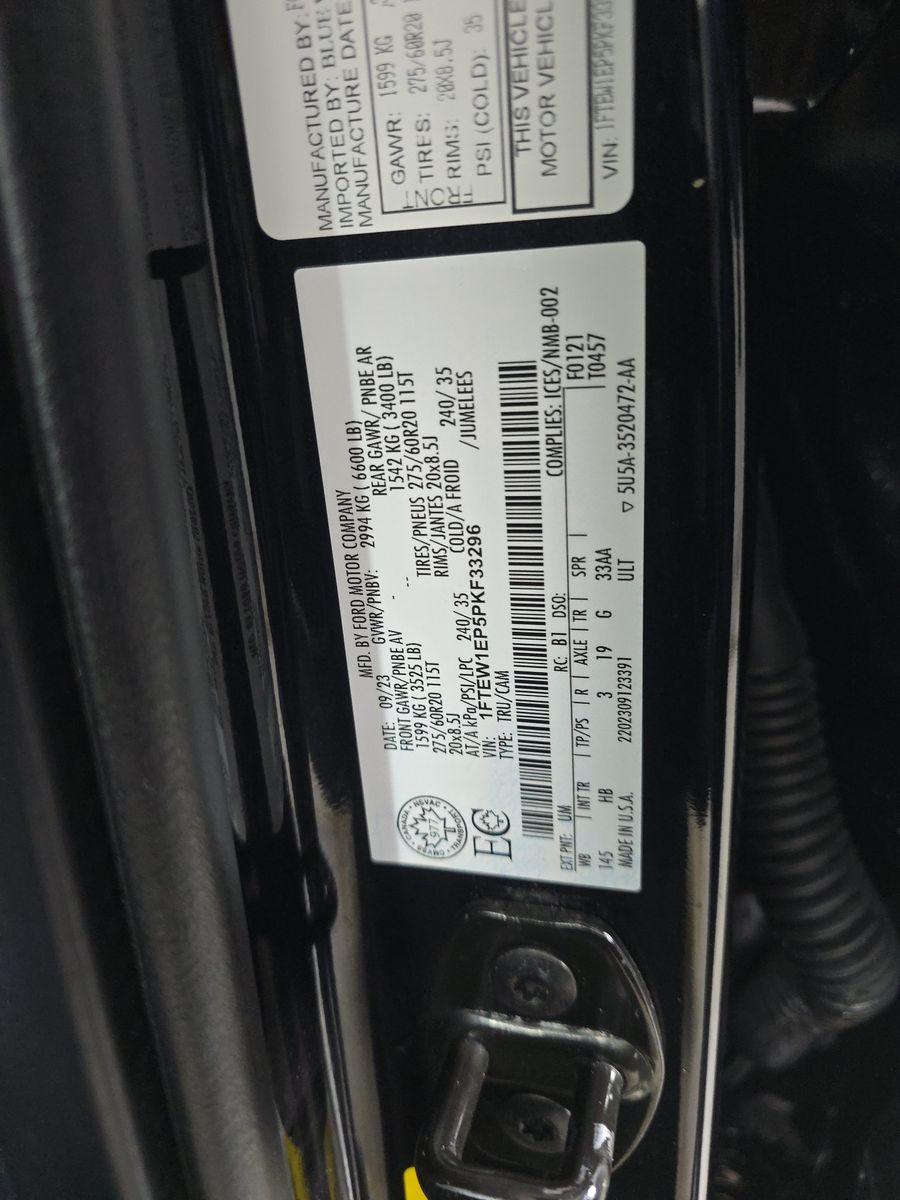 MANUFACTURED BY:
IMPORTED BY: BLUE
MANUFACTURE DATE
GAWR: 1599 KG
TIRES: 275/60R20
RIMS: 20X8.5J
PSI (COLD): 35
THIS VEHICLE
MOTOR VEHICL
VIN: 1FTEW1EP5PKF33
MFD. BY FORD MOTOR COMPANY
DATE: 09/23 GVWR/PNBV: 2994 KG ( 6600 LB)
FRONT GAWR/PNBE AV REAR GAWR/ PNBE AR
1599 KG ( 3525 LB) - 1542 KG ( 3400 LB)
275/60R20 115T -- TIRES/PNEUS 275/60R20 115T
20x8.5J RIMS/JANTES 20x8.5J
AT/A kPa/PSI/LPC 240/ 35 COLD/A FROID 240/ 35
VIN: 1FTEW1EP5PKF33296 /JUMELEES
TYPE: TRU/CAM
CANADA
977
TRANSPORT
EC
COMPLIES: ICES/NMB-002
EXT PNT: UM RC: B1 DSO: F0121
WB | INT TR | TP/PS | R | AXLE | TR | SPR | T0457
145 HB 3 19 G 33AA
MADE IN U.S.A. 2202309123391 ULT ▽ 5U5A-3520472-AA